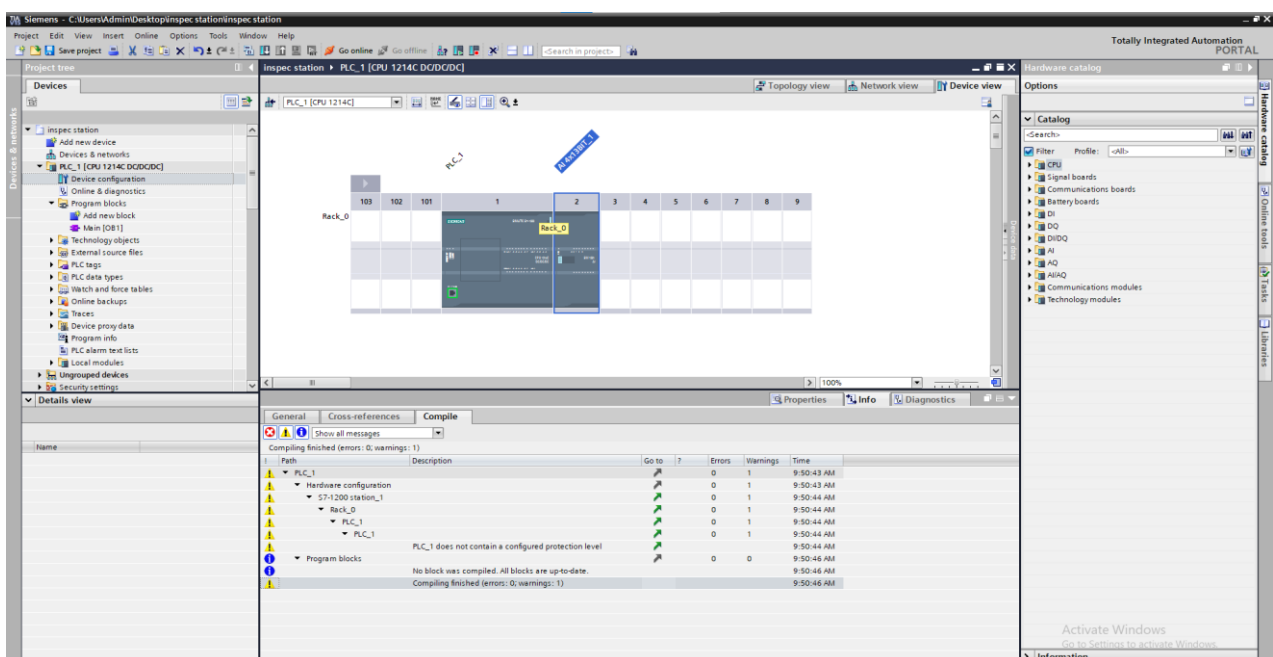 Siemens - C:\Users\Admin\Desktop\inspec station\inspec station
Project Edit View Insert Online Options Tools Window Help
Save project Go online Go offline <Search in project>
Totally Integrated Automation
PORTAL
Project tree
Devices
Devices & networks
inspec station
Add new device
Devices & networks
PLC_1 [CPU 1214C DC/DC/DC]
Device configuration
Online & diagnostics
Program blocks
Add new block
Main [OB1]
Technology objects
External source files
PLC tags
PLC data types
Watch and force tables
Online backups
Traces
Device proxy data
Program info
PLC alarm text lists
Local modules
Ungrouped devices
Security settings
Details view
Name
inspec station PLC_1 [CPU 1214C DC/DC/DC]
Topology view Network view Device view
PLC_1 [CPU 1214C]
PLC_1
AI 4x13BIT_1
103 102 101 1 2 3 4 5 6 7 8 9
Rack_0
SIEMENS
Rack_0
Device data
100%
Properties Info Diagnostics
General Cross-references Compile
Show all messages
Compiling finished (errors: 0; warnings: 1)
! Path Description Go to ? Errors Warnings Time
PLC_1 0 1 9:50:43 AM
Hardware configuration 0 1 9:50:43 AM
S7-1200 station_1 0 1 9:50:44 AM
Rack_0 0 1 9:50:44 AM
PLC_1 0 1 9:50:44 AM
PLC_1 0 1 9:50:44 AM
PLC_1 does not contain a configured protection level 9:50:44 AM
Program blocks 0 0 9:50:46 AM
No block was compiled. All blocks are up-to-date. 9:50:46 AM
Compiling finished (errors: 0; warnings: 1) 9:50:46 AM
Hardware catalog
Options
Catalog
<Search>
Filter Profile: <All>
CPU
Signal boards
Communications boards
Battery boards
DI
DQ
DI/DQ
AI
AQ
AI/AQ
Communications modules
Technology modules
Information
Hardware catalog
Online tools
Tasks
Libraries
Activate Windows
Go to Settings to activate Windows.